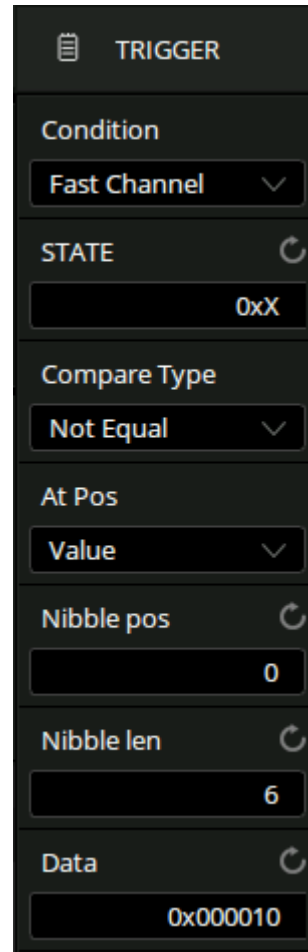 TRIGGER
Condition
Fast Channel
STATE
0xX
Compare Type
Not Equal
At Pos
Value
Nibble pos
0
Nibble len
6
Data
0x000010